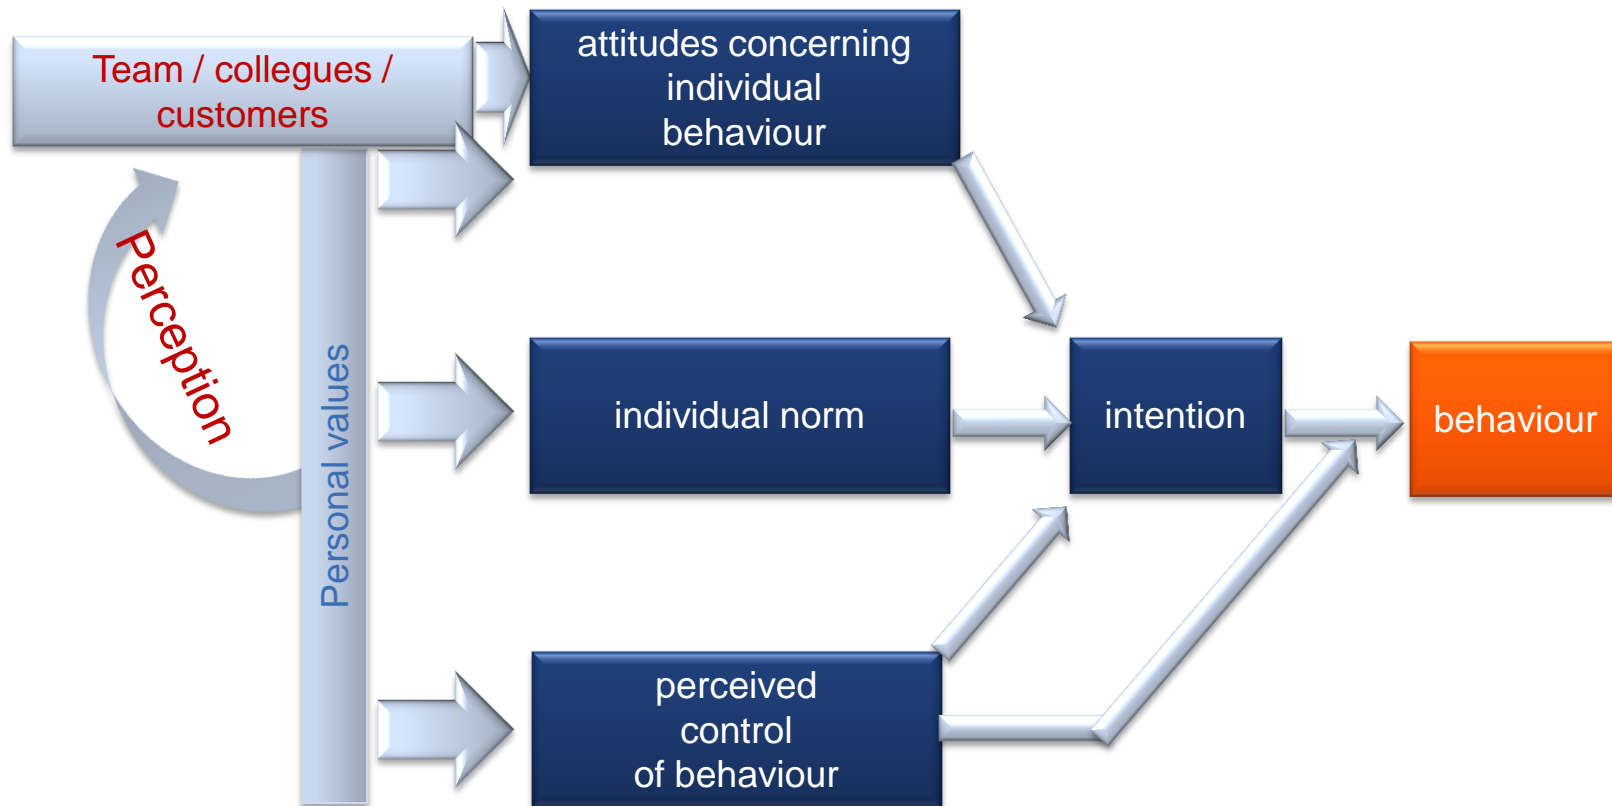 Team / collegues /
customers
attitudes concerning
individual
behaviour
Perception
Personal values
individual norm
intention
behaviour
perceived
control
of behaviour